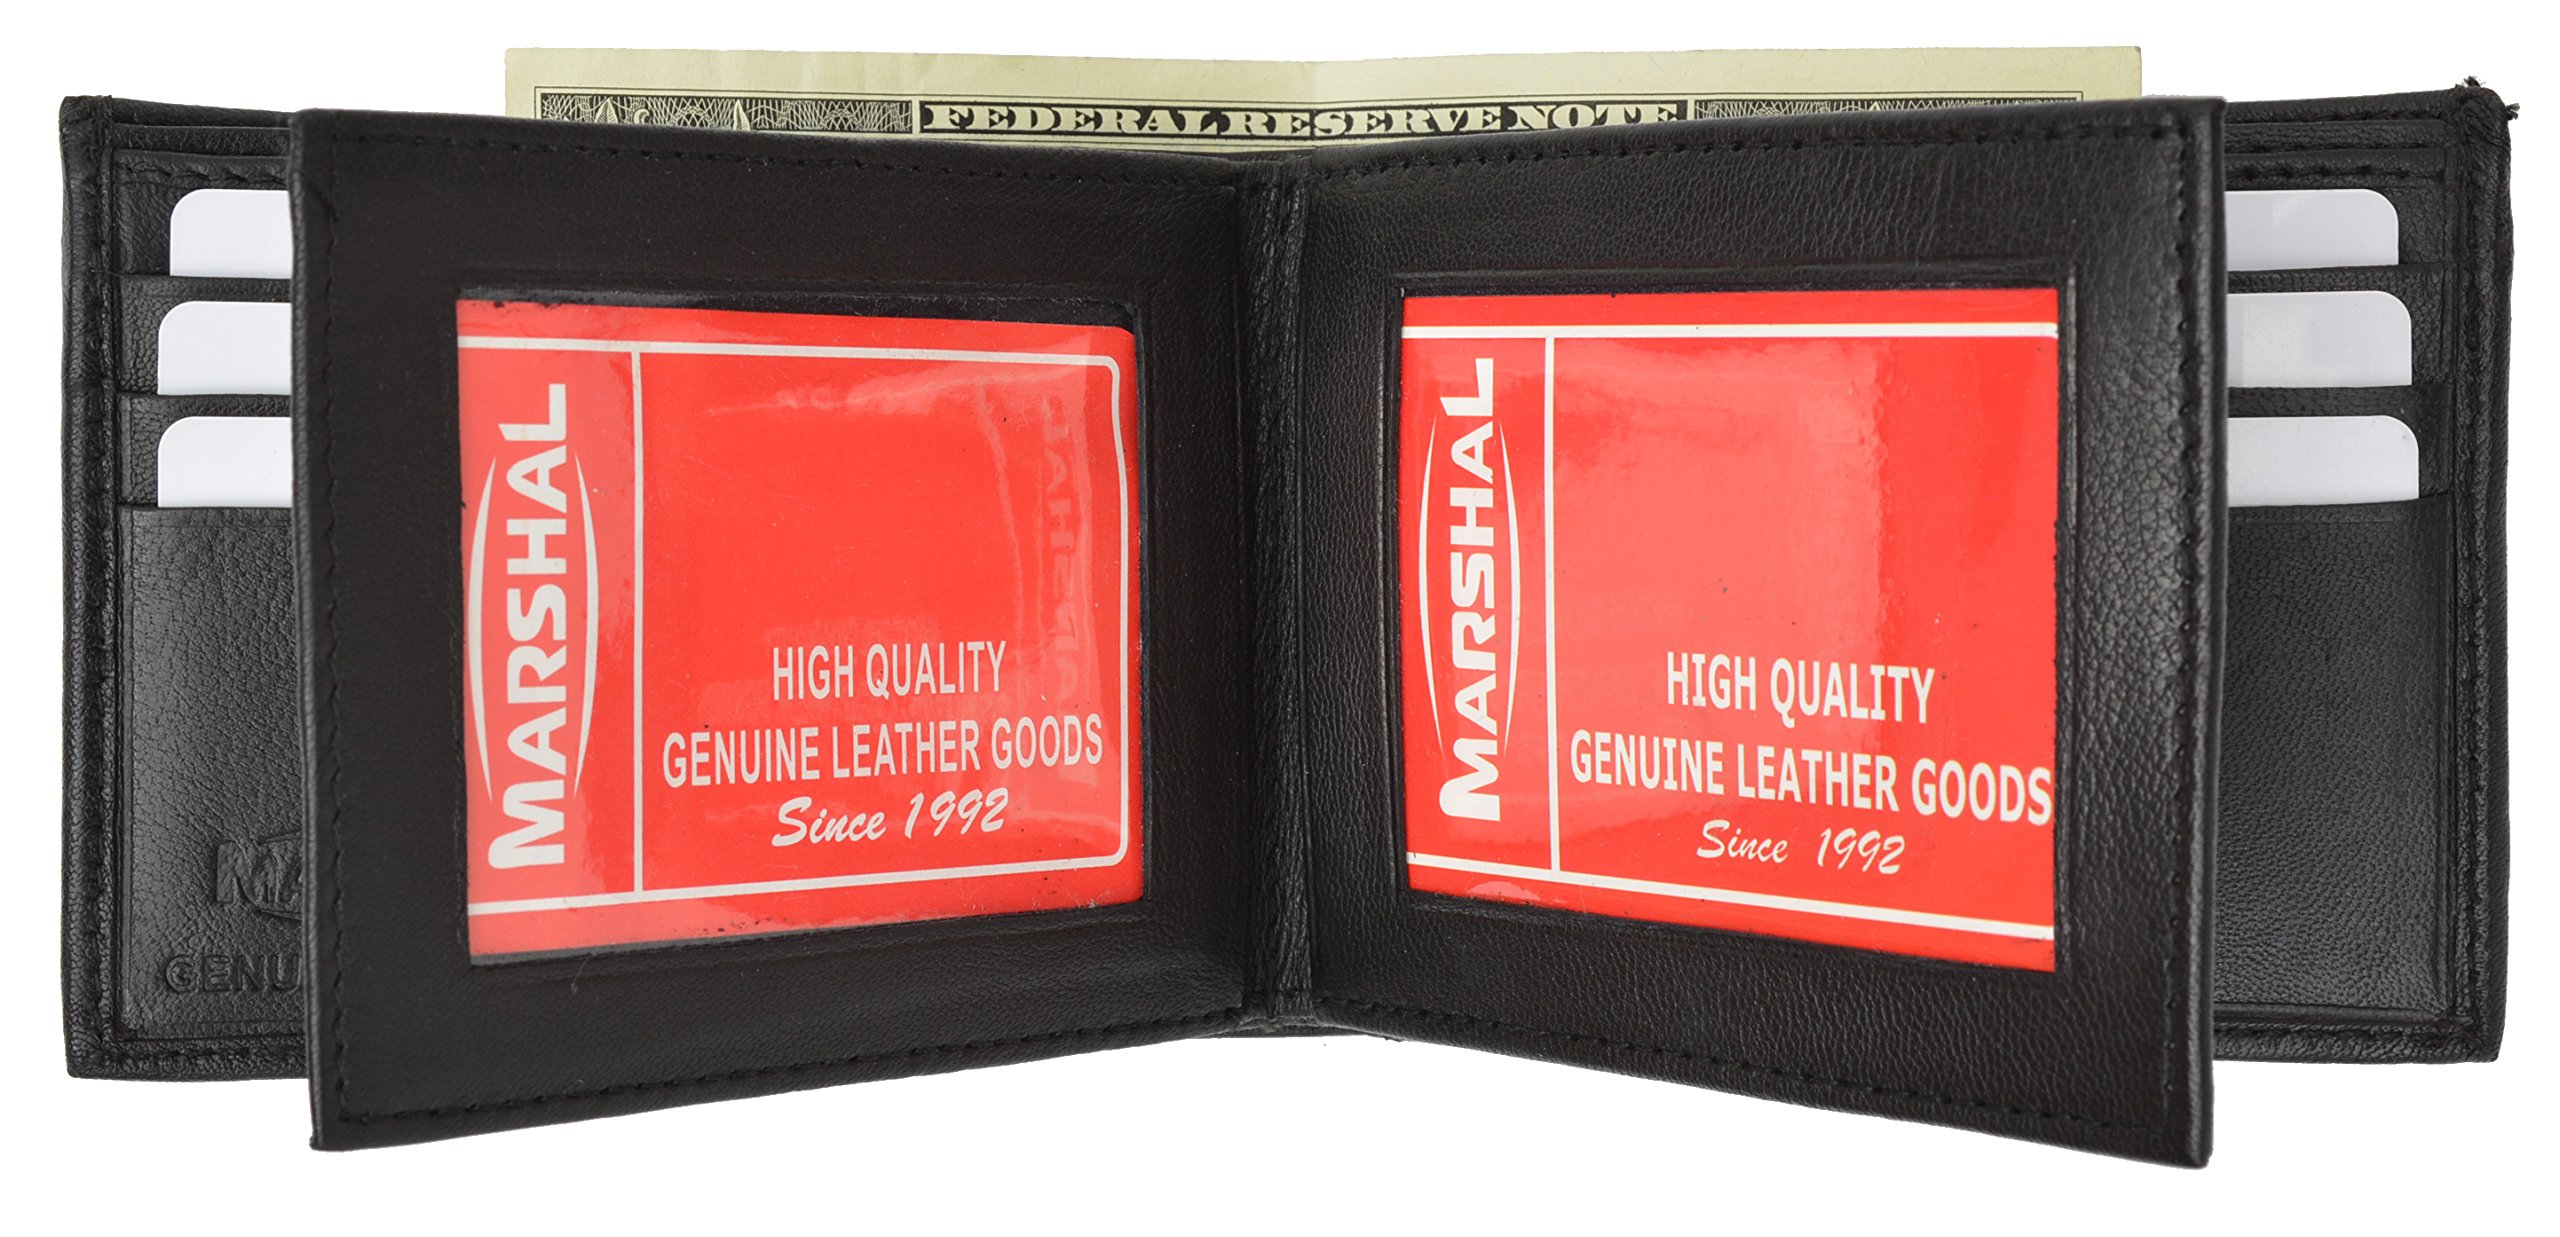 FEDERAL RESERVE NOTE
MARSHAL
HIGH QUALITY
GENUINE LEATHER GOODS
Since 1992
MARSHAL
HIGH QUALITY
GENUINE LEATHER GOODS
Since 1992